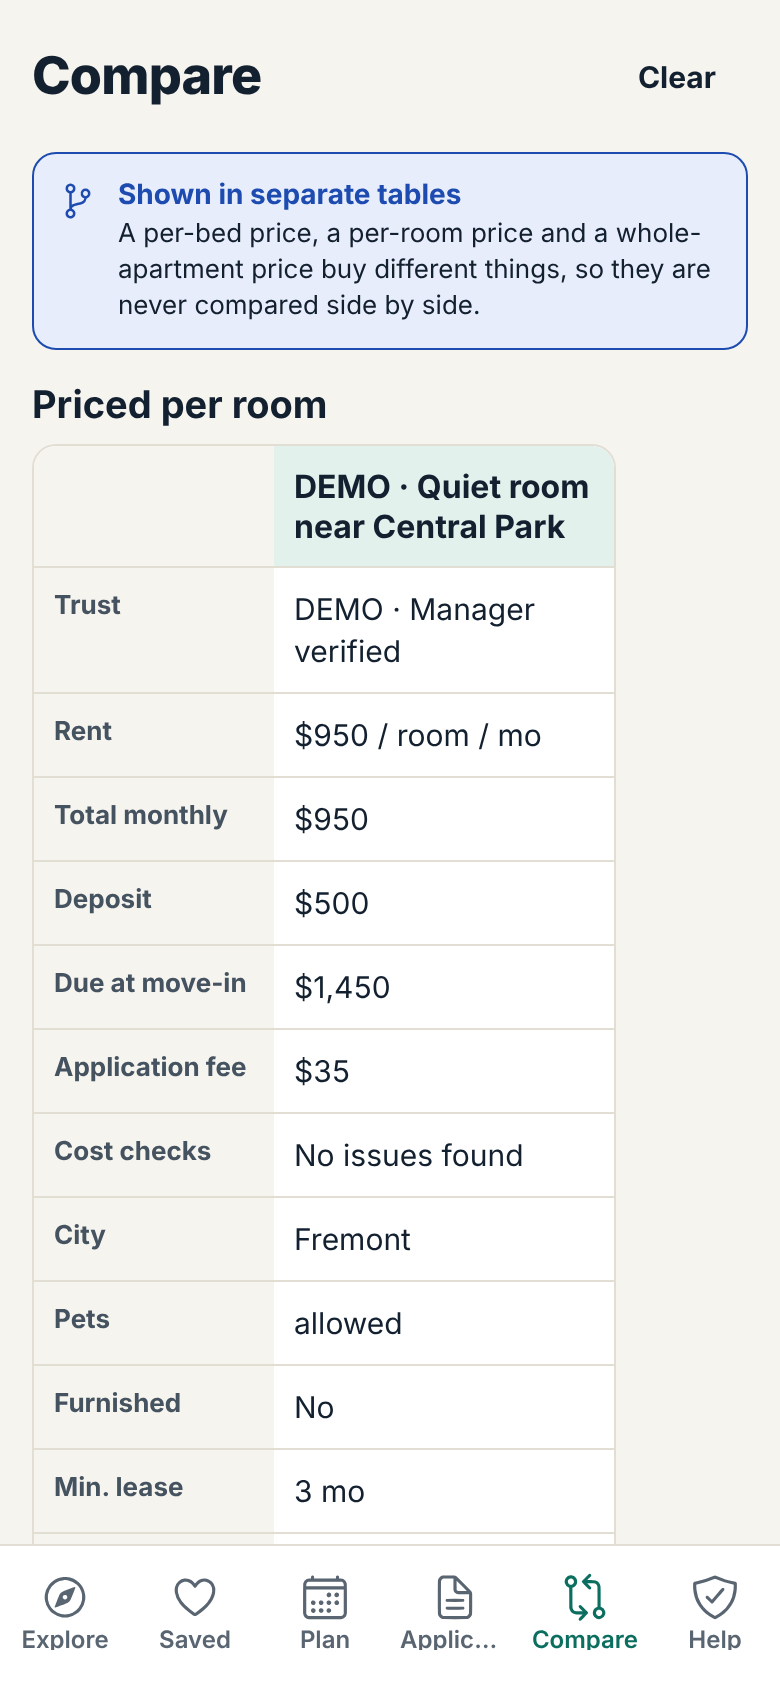 Compare
Clear
Shown in separate tables
A per-bed price, a per-room price and a whole-
apartment price buy different things, so they are
never compared side by side.
Priced per room
DEMO · Quiet room
near Central Park
Trust
DEMO · Manager
verified
Rent
$950 / room / mo
Total monthly
$950
Deposit
$500
Due at move-in
$1,450
Application fee
$35
Cost checks
No issues found
City
Fremont
Pets
allowed
Furnished
No
Min. lease
3 mo
Explore
Saved
Plan
Applic...
Compare
Help